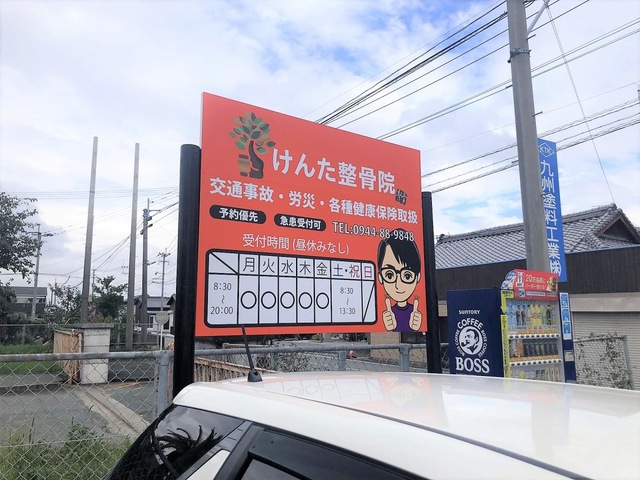 けんた整骨院
交通事故・労災・各種健康保険取扱
予約優先
急患受付可
TEL:0944-88-9848
受付時間 (昼休みなし)
月 火 水 木 金 土・祝 日
8:30 ~ 20:00 ○ ○ ○ ○ ○ 8:30 ~ 13:30 /
九州塗料工業㈱
SUNTORY
COFFEE
BOSS